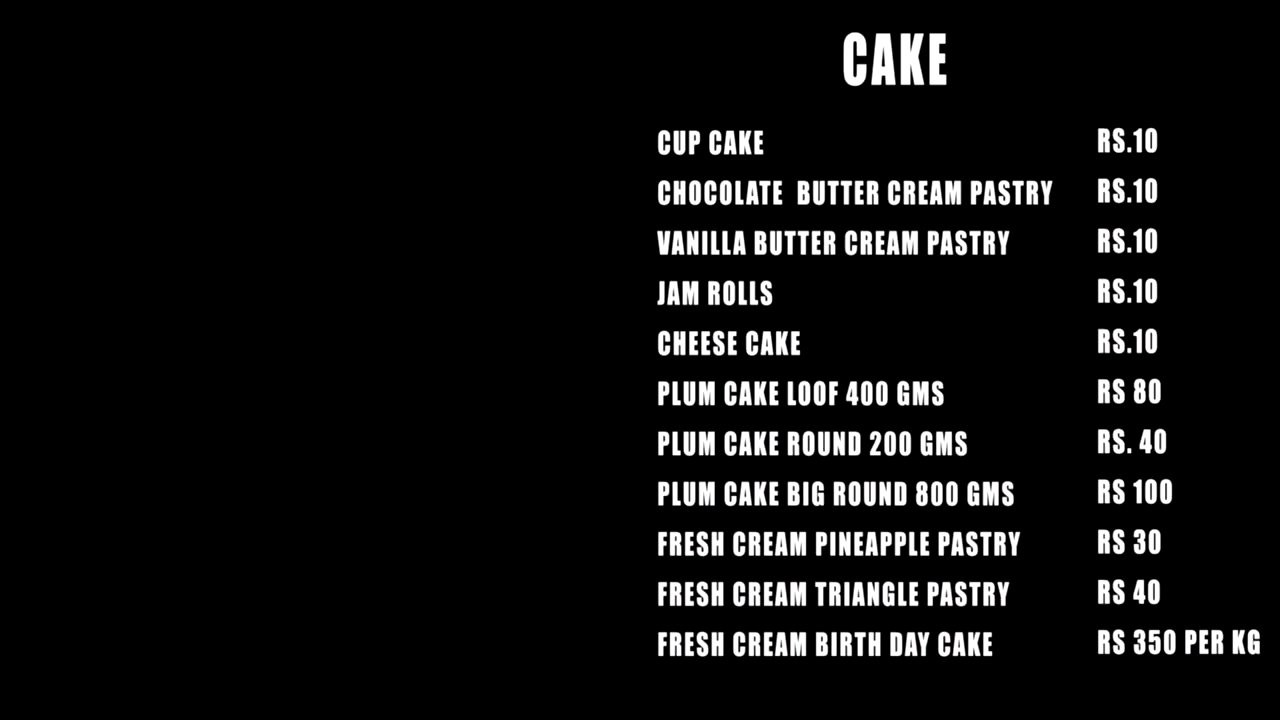 CAKE
CUP CAKE RS.10
CHOCOLATE BUTTER CREAM PASTRY RS.10
VANILLA BUTTER CREAM PASTRY RS.10
JAM ROLLS RS.10
CHEESE CAKE RS.10
PLUM CAKE LOOF 400 GMS RS 80
PLUM CAKE ROUND 200 GMS RS. 40
PLUM CAKE BIG ROUND 800 GMS RS 100
FRESH CREAM PINEAPPLE PASTRY RS 30
FRESH CREAM TRIANGLE PASTRY RS 40
FRESH CREAM BIRTH DAY CAKE RS 350 PER KG